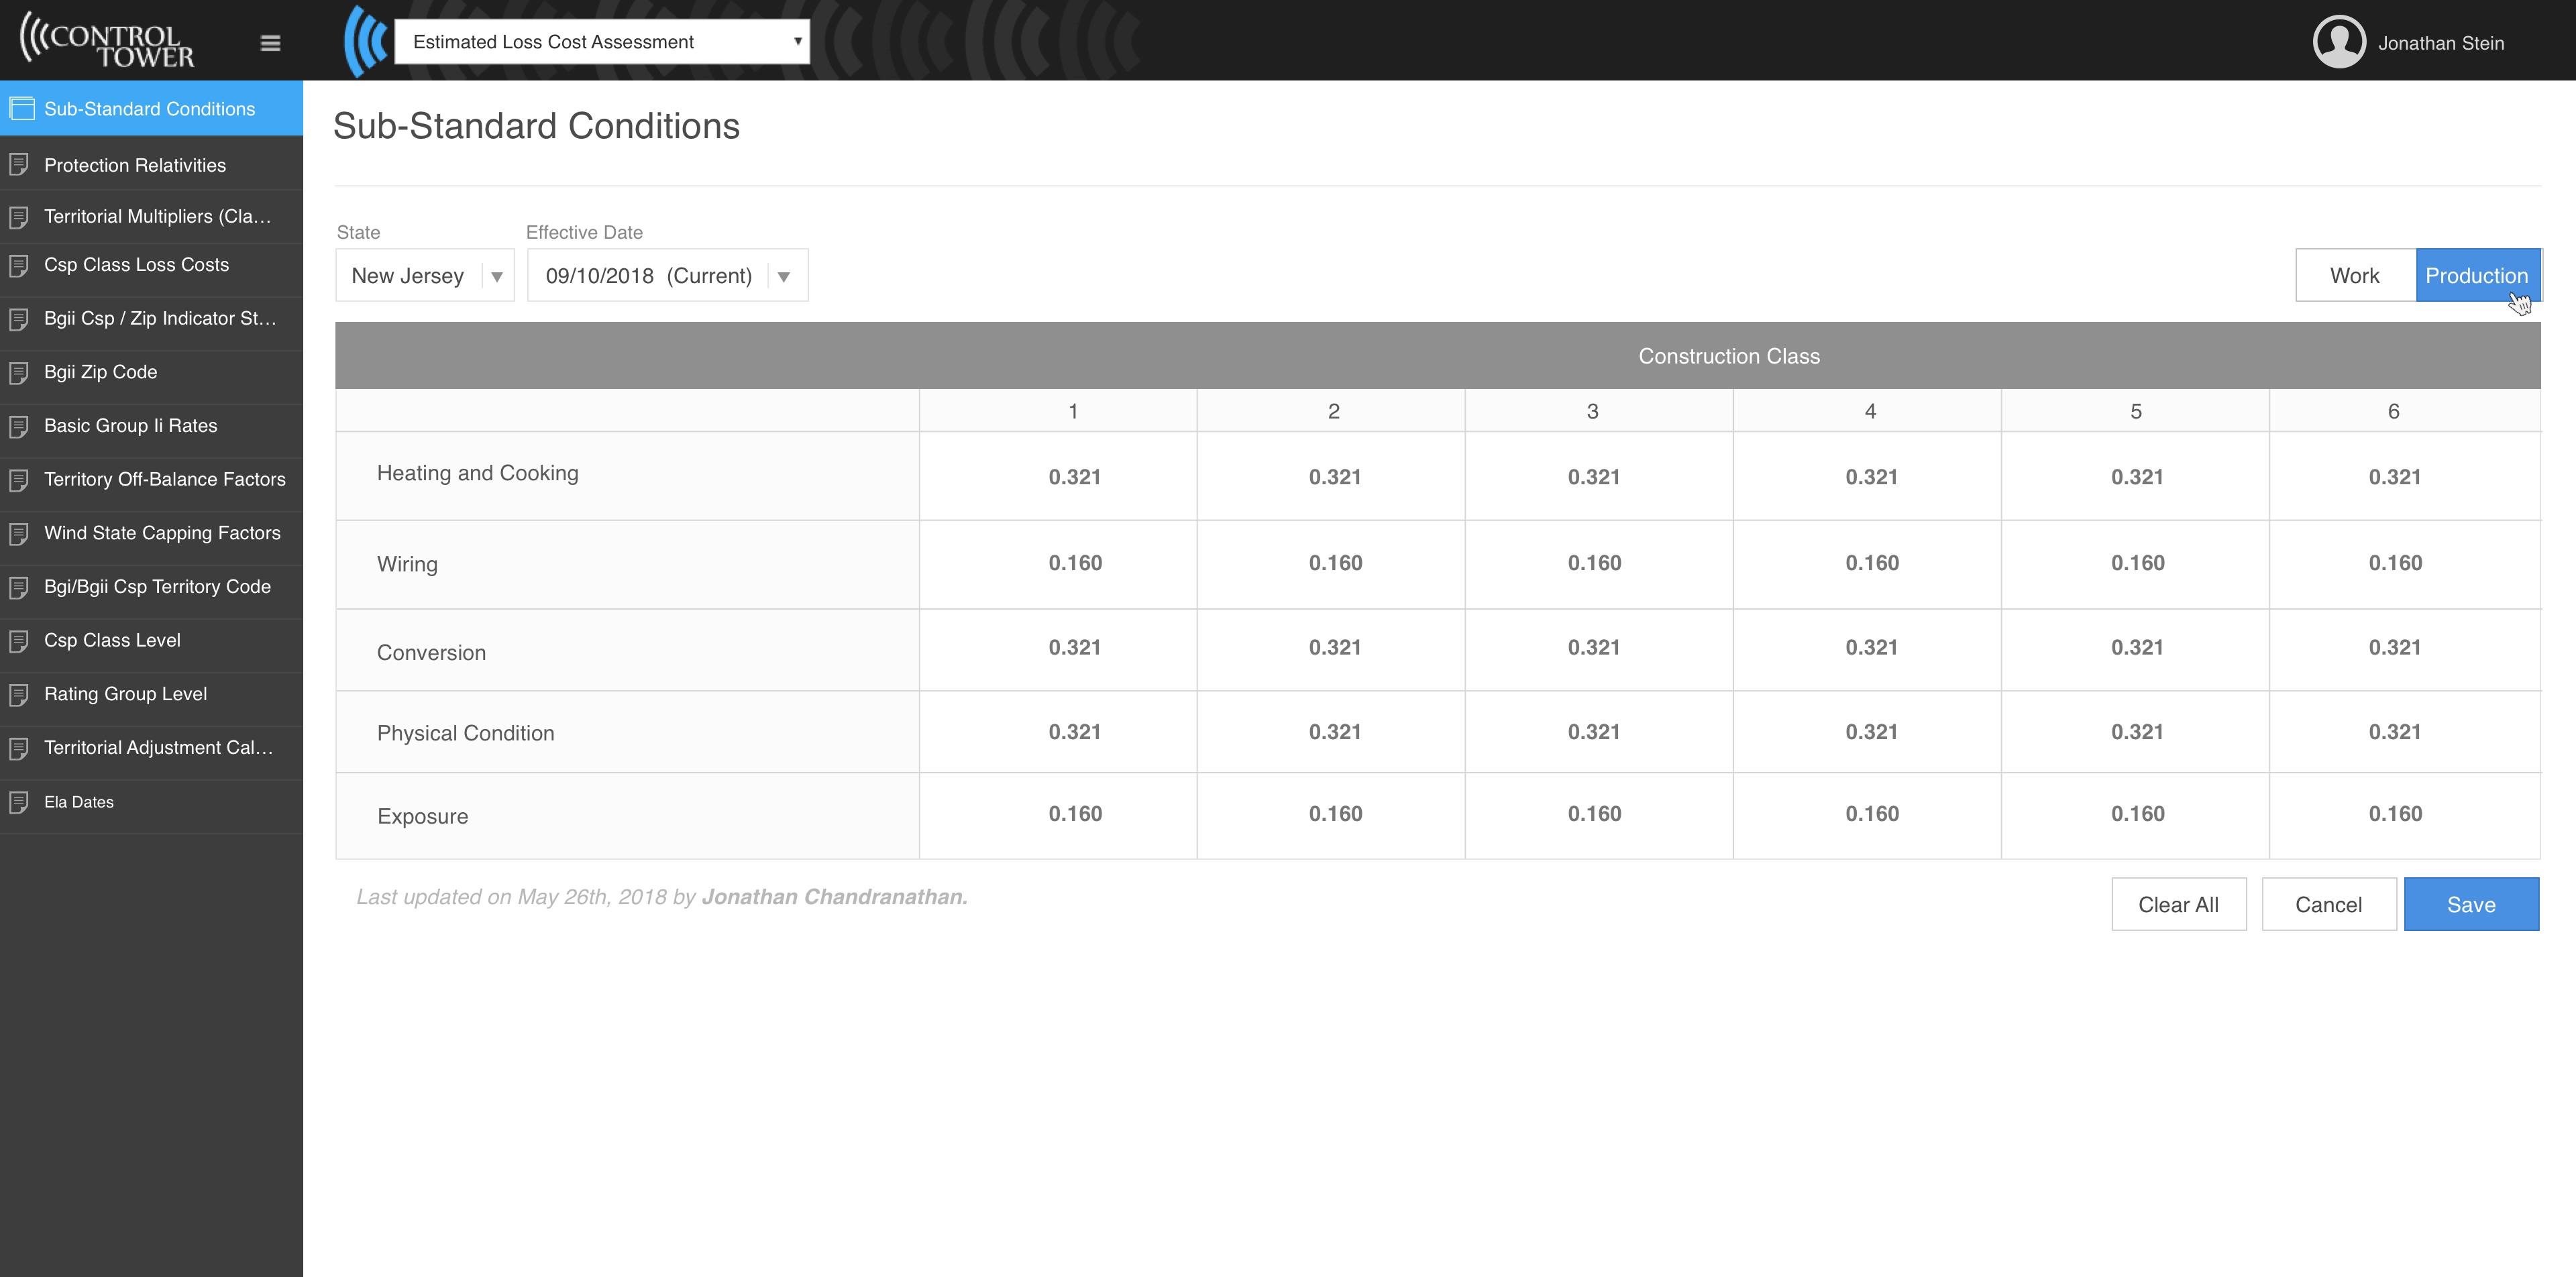 CONTROL
TOWER
Estimated Loss Cost Assessment
Jonathan Stein
Sub-Standard Conditions
Protection Relativities
Territorial Multipliers (Cla...
Csp Class Loss Costs
Bgii Csp / Zip Indicator St...
Bgii Zip Code
Basic Group Ii Rates
Territory Off-Balance Factors
Wind State Capping Factors
Bgi/Bgii Csp Territory Code
Csp Class Level
Rating Group Level
Territorial Adjustment Cal...
Ela Dates
Sub-Standard Conditions
State Effective Date
New Jersey 09/10/2018 (Current) Work Production
Construction Class
1 2 3 4 5 6
Heating and Cooking 0.321 0.321 0.321 0.321 0.321 0.321
Wiring 0.160 0.160 0.160 0.160 0.160 0.160
Conversion 0.321 0.321 0.321 0.321 0.321 0.321
Physical Condition 0.321 0.321 0.321 0.321 0.321 0.321
Exposure 0.160 0.160 0.160 0.160 0.160 0.160
Last updated on May 26th, 2018 by Jonathan Chandranathan.
Clear All Cancel Save